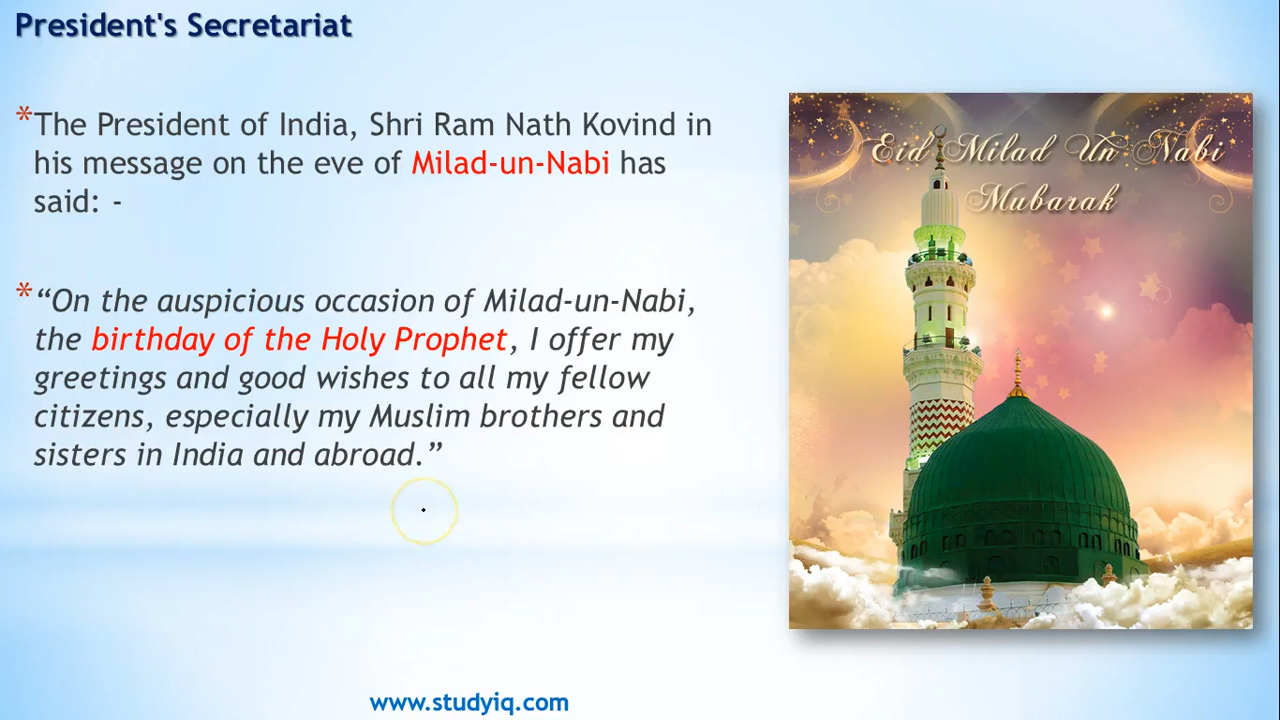 President's Secretariat
*The President of India, Shri Ram Nath Kovind in
his message on the eve of Milad-un-Nabi has
said: -
*“On the auspicious occasion of Milad-un-Nabi,
the birthday of the Holy Prophet, I offer my
greetings and good wishes to all my fellow
citizens, especially my Muslim brothers and
sisters in India and abroad.”
Eid Milad Un Nabi
Mubarak
www.studyiq.com